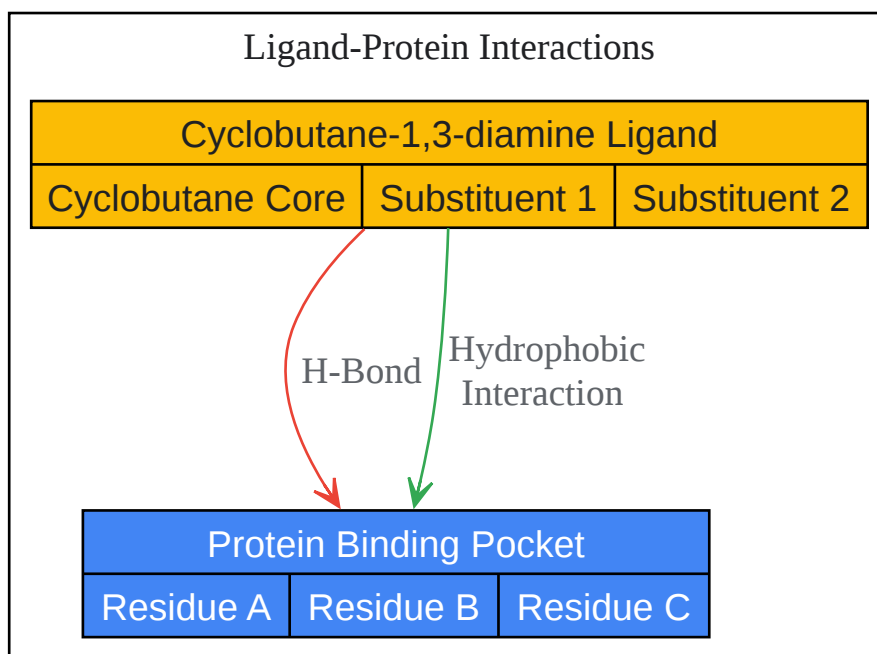 Ligand-Protein Interactions
Cyclobutane-1,3-diamine Ligand
Cyclobutane Core
Substituent 1
Substituent 2
H-Bond
Hydrophobic
Interaction
Protein Binding Pocket
Residue A
Residue B
Residue C